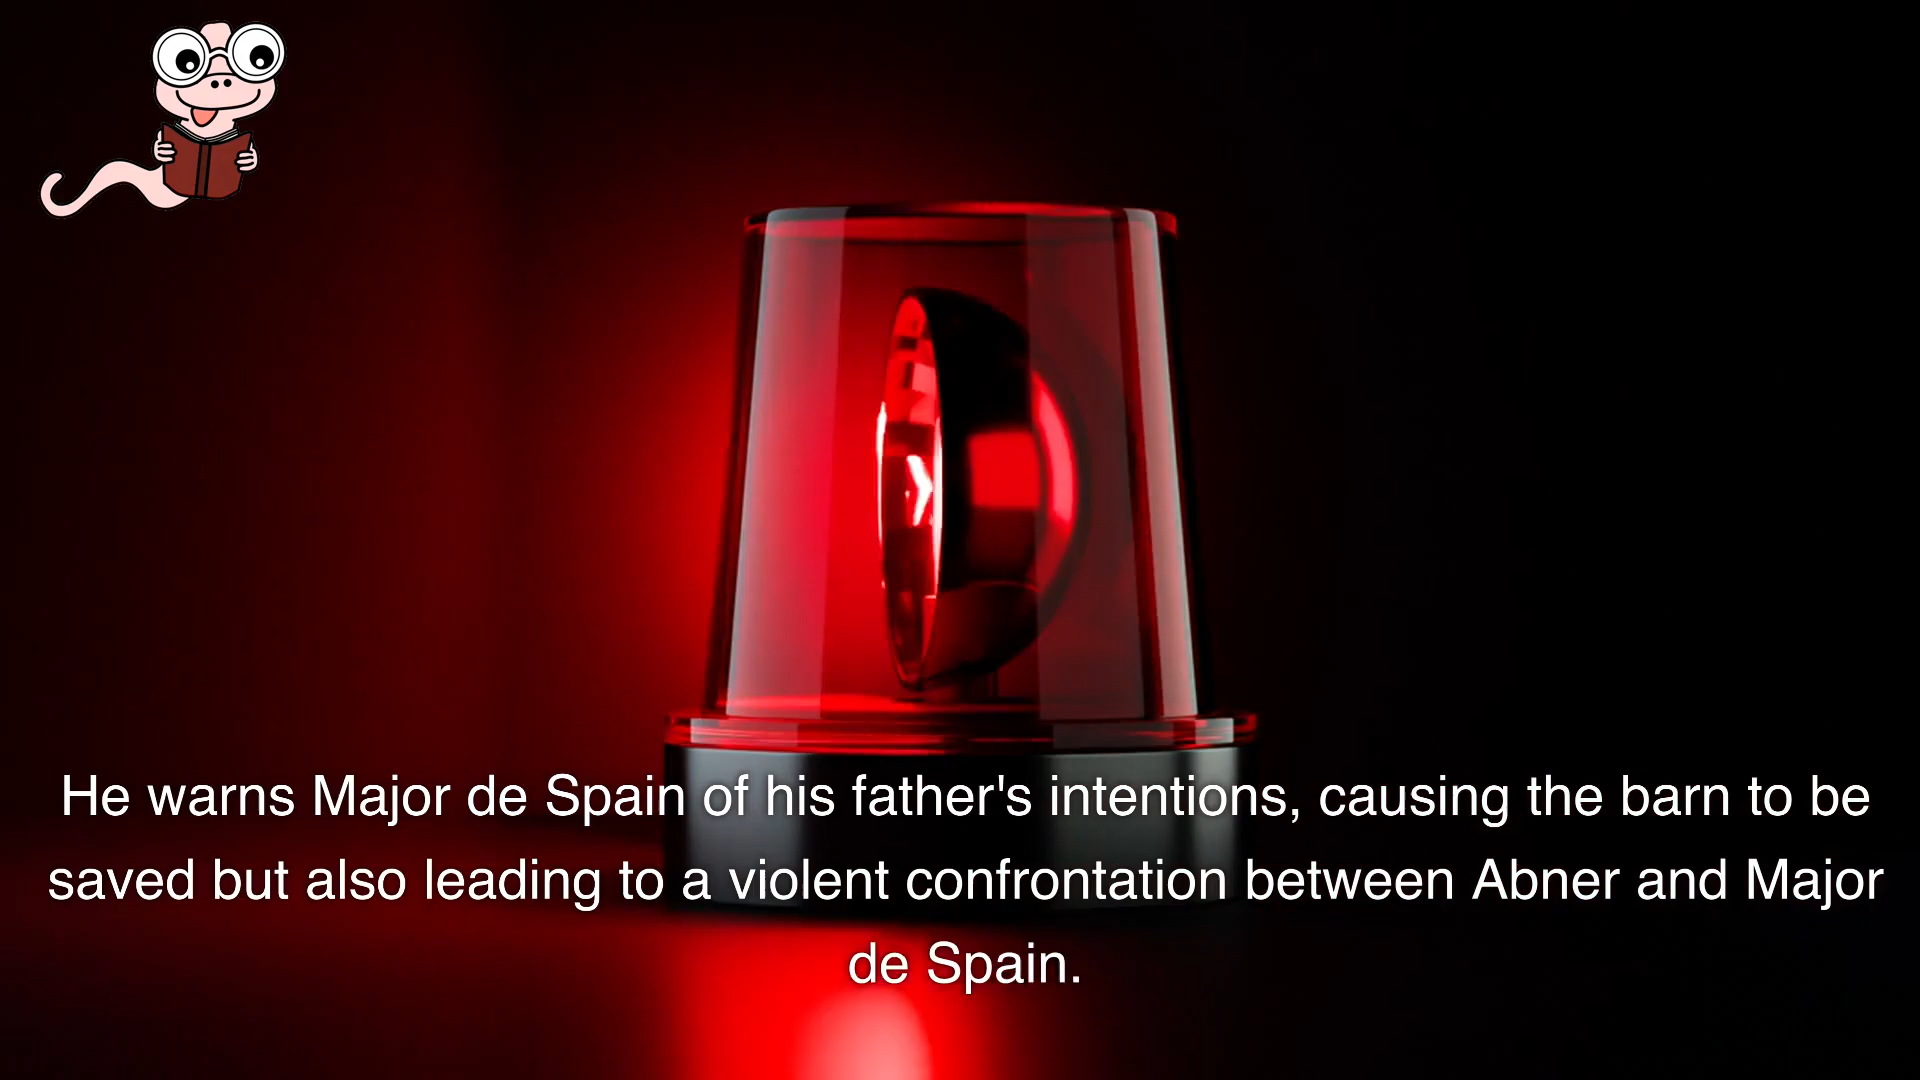 He warns Major de Spain of his father's intentions, causing the barn to be
saved but also leading to a violent confrontation between Abner and Major
de Spain.